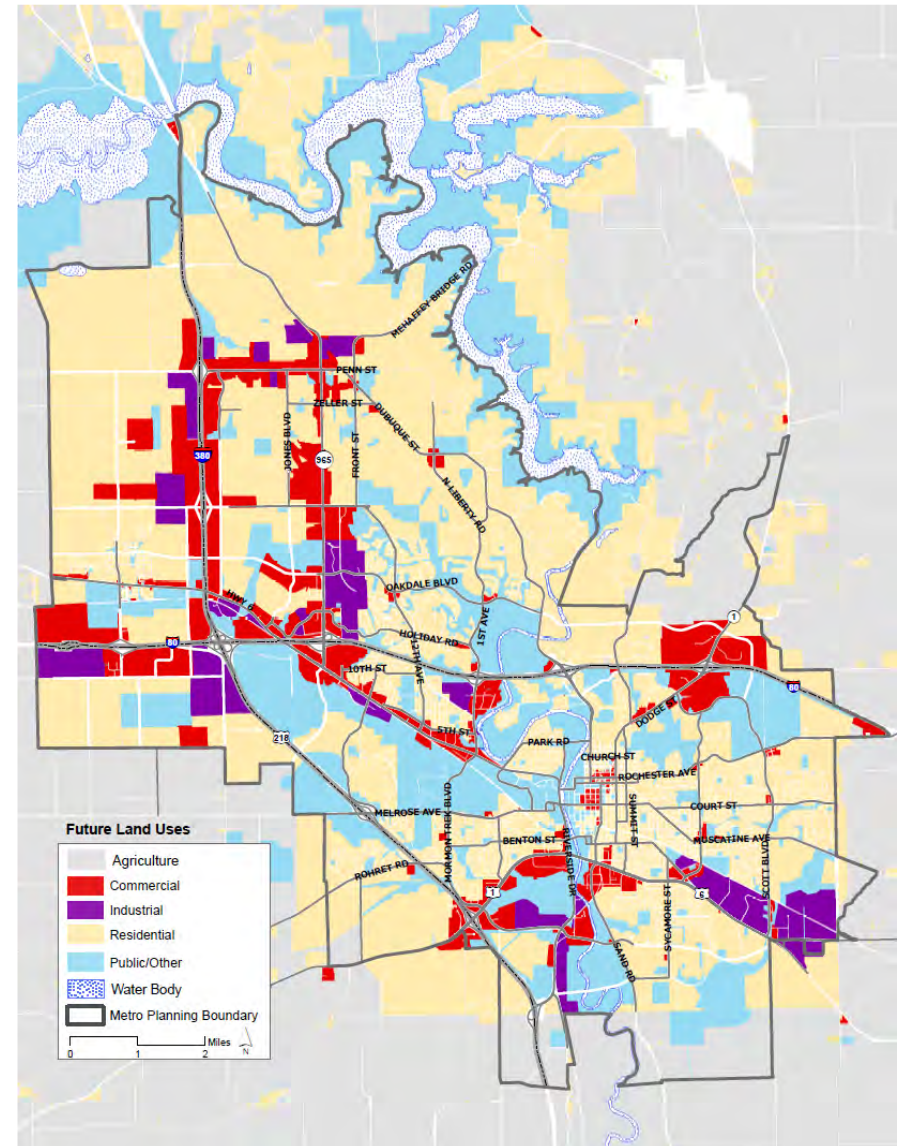 MEHAFFEY BRIDGE RD
PENN ST
ZELLER ST
DUBUQUE ST
JONES BLVD
FRONT ST
380
965
N LIBERTY RD
OAKDALE BLVD
HWY 6
1ST AVE
1
HOLIDAY RD
80
12TH AVE
10TH ST
80
DODGE ST
218
5TH ST
PARK RD
CHURCH ST
ROCHESTER AVE
MORMON TREK BLVD
SUMMIT ST
COURT ST
MELROSE AVE
BENTON ST
MUSCATINE AVE
RIVERSIDE DR
ROHRET RD
SCOTT BLVD
1
6
SYCAMORE ST
SAND RD
Future Land Uses
Agriculture
Commercial
Industrial
Residential
Public/Other
Water Body
Metro Planning Boundary
Miles
0 1 2
N